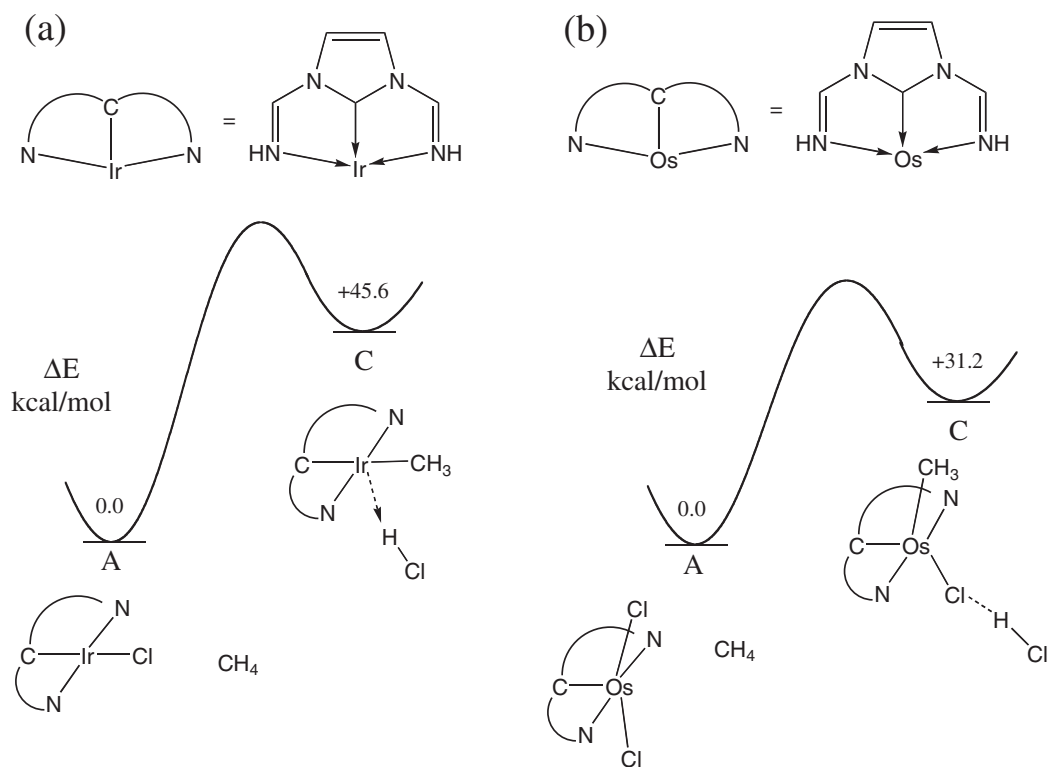 (a)
C
N
N
Ir
=
N
N
HN
NH
Ir
+45.6
C
ΔE
kcal/mol
0.0
A
N
C
Ir
CH₃
N
H
Cl
N
C
Ir
Cl
CH₄
N
(b)
C
N
N
Os
=
N
N
HN
NH
Os
+31.2
C
ΔE
kcal/mol
0.0
A
CH₃
N
C
Os
N
Cl
H
Cl
Cl
N
C
Os
CH₄
N
Cl